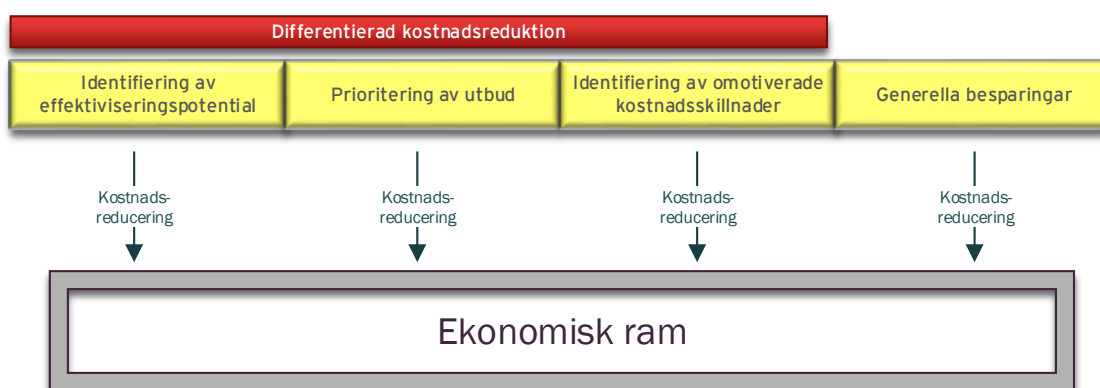 Differentierad kostnadsreduktion
Identifiering av
effektiviseringspotential
Prioritering av utbud
Identifiering av omotiverade
kostnadsskillnader
Generella besparingar
Kostnads-
reducering
Kostnads-
reducering
Kostnads-
reducering
Kostnads-
reducering
Ekonomisk ram